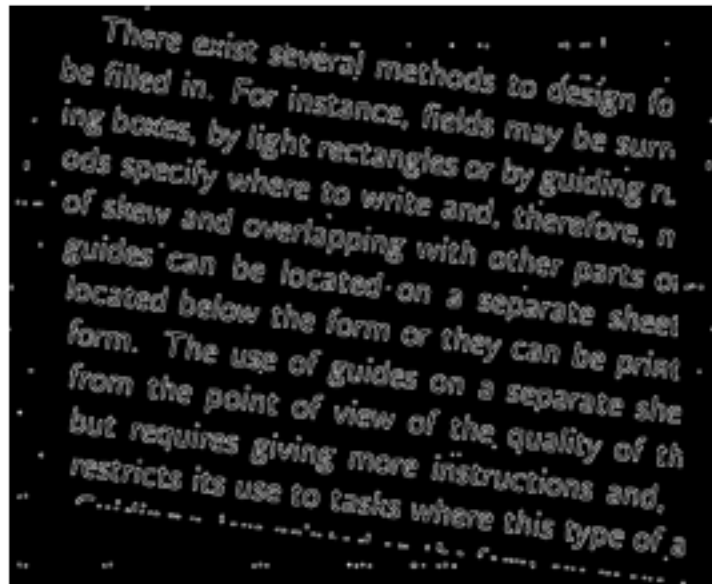 There exist several methods to design fo
be filled in. For instance, fields may be surr
ing boxes, by light rectangles or by guiding ru
ods specify where to write and, therefore, m
of skew and overlapping with other parts o
guides can be located on a separate sheet
located below the form or they can be print
form. The use of guides on a separate she
from the point of view of the quality of th
but requires giving more instructions and,
restricts its use to tasks where this type of a